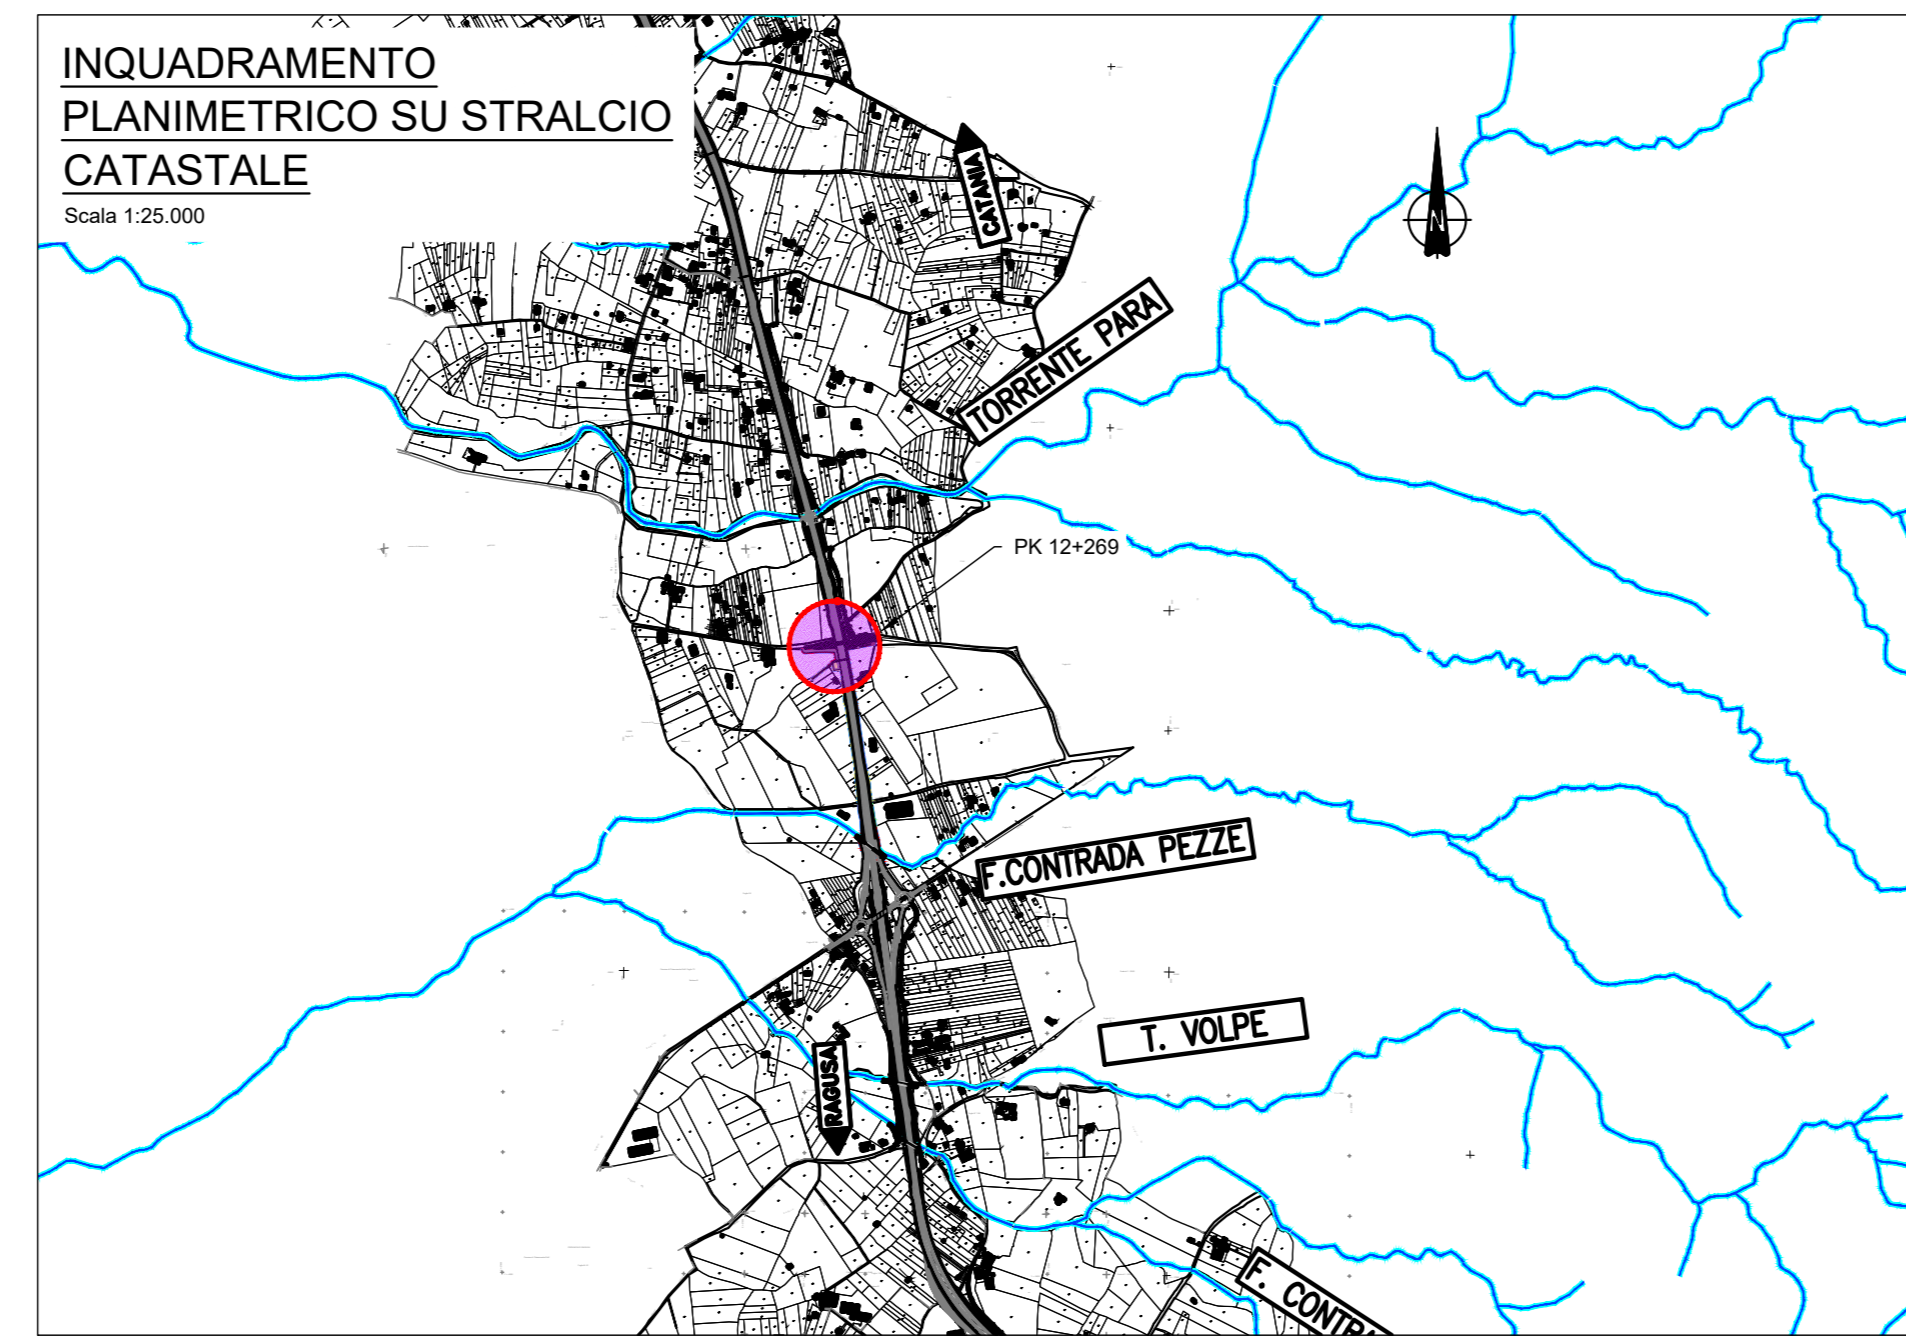 INQUADRAMENTO
PLANIMETRICO SU STRALCIO
CATASTALE
Scala 1:25.000
CATANIA
N
TORRENTE PARA
PK 12+269
F.CONTRADA PEZZE
T. VOLPE
RAGUSA
F. CONTRA